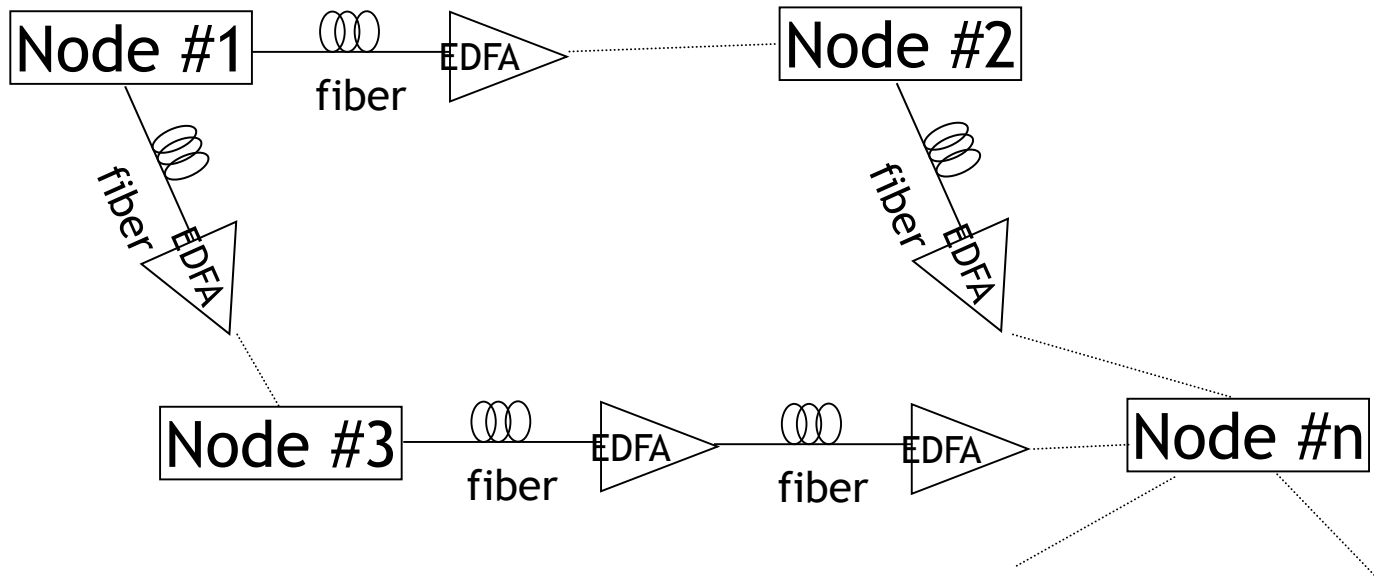 Node #1
EDFA
fiber
Node #2
fiber
EDFA
fiber
EDFA
Node #3
EDFA
fiber
EDFA
fiber
Node #n